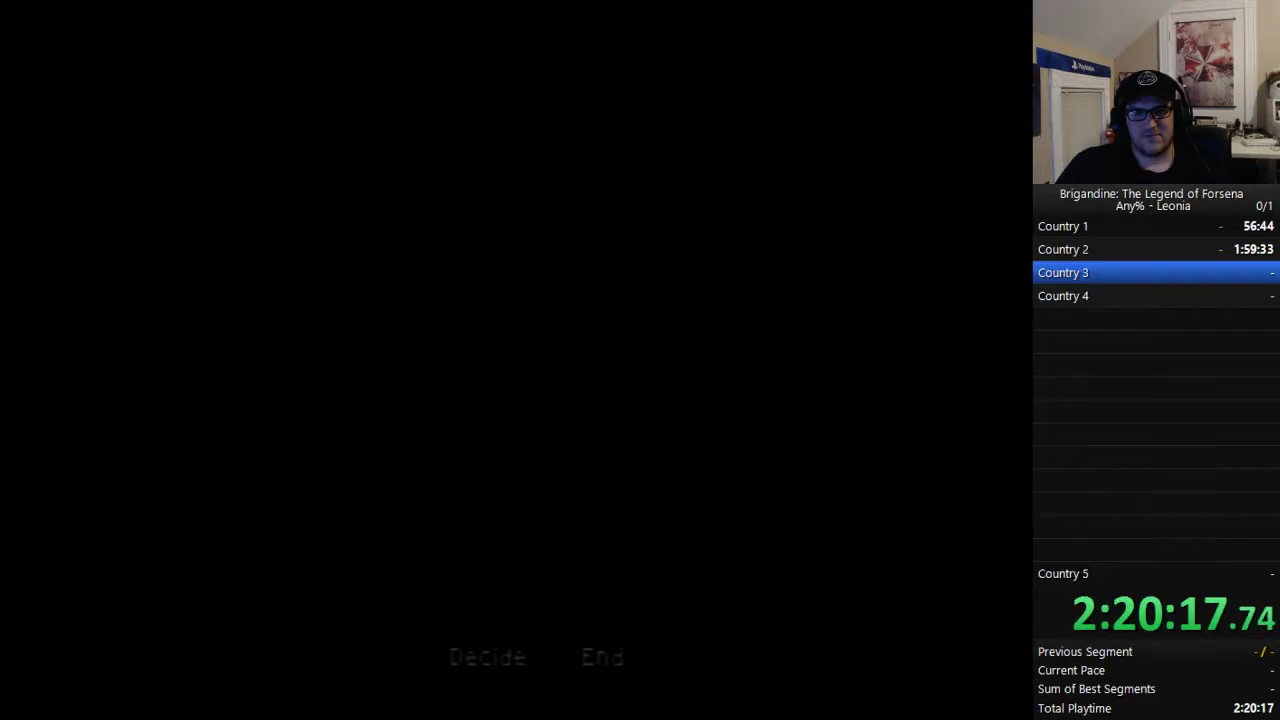 PlayStation
Brigandine: The Legend of Forsena
Any% - Leonia 0/1
Country 1 - 56:44
Country 2 - 1:59:33
Country 3 -
Country 4 -
Country 5 -
2:20:17.74
Previous Segment - / -
Current Pace -
Sum of Best Segments -
Total Playtime 2:20:17
Decide - End